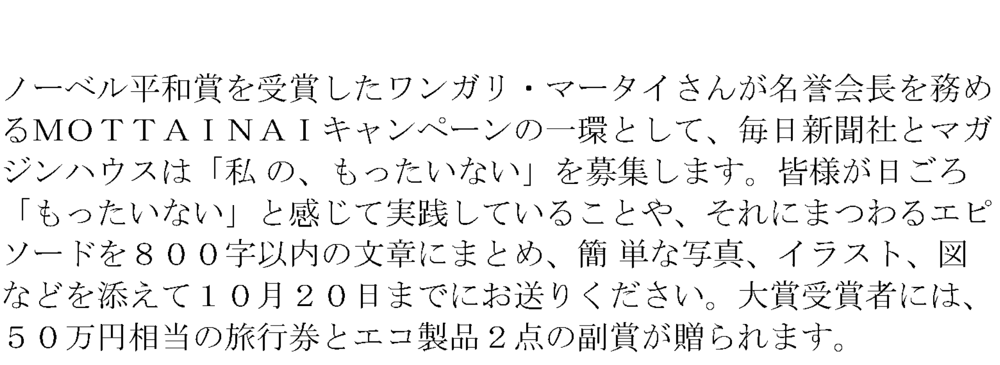 ノーベル平和賞を受賞したワンガリ・マータイさんが名誉会長を務め
るＭＯＴＴＡＩＮＡＩキャンペーンの一環として、毎日新聞社とマガ
ジンハウスは「私 の、もったいない」を募集します。皆様が日ごろ
「もったいない」と感じて実践していることや、それにまつわるエピ
ソードを８００字以内の文章にまとめ、簡 単な写真、イラスト、図
などを添えて１０月２０日までにお送りください。大賞受賞者には、
５０万円相当の旅行券とエコ製品２点の副賞が贈られます。